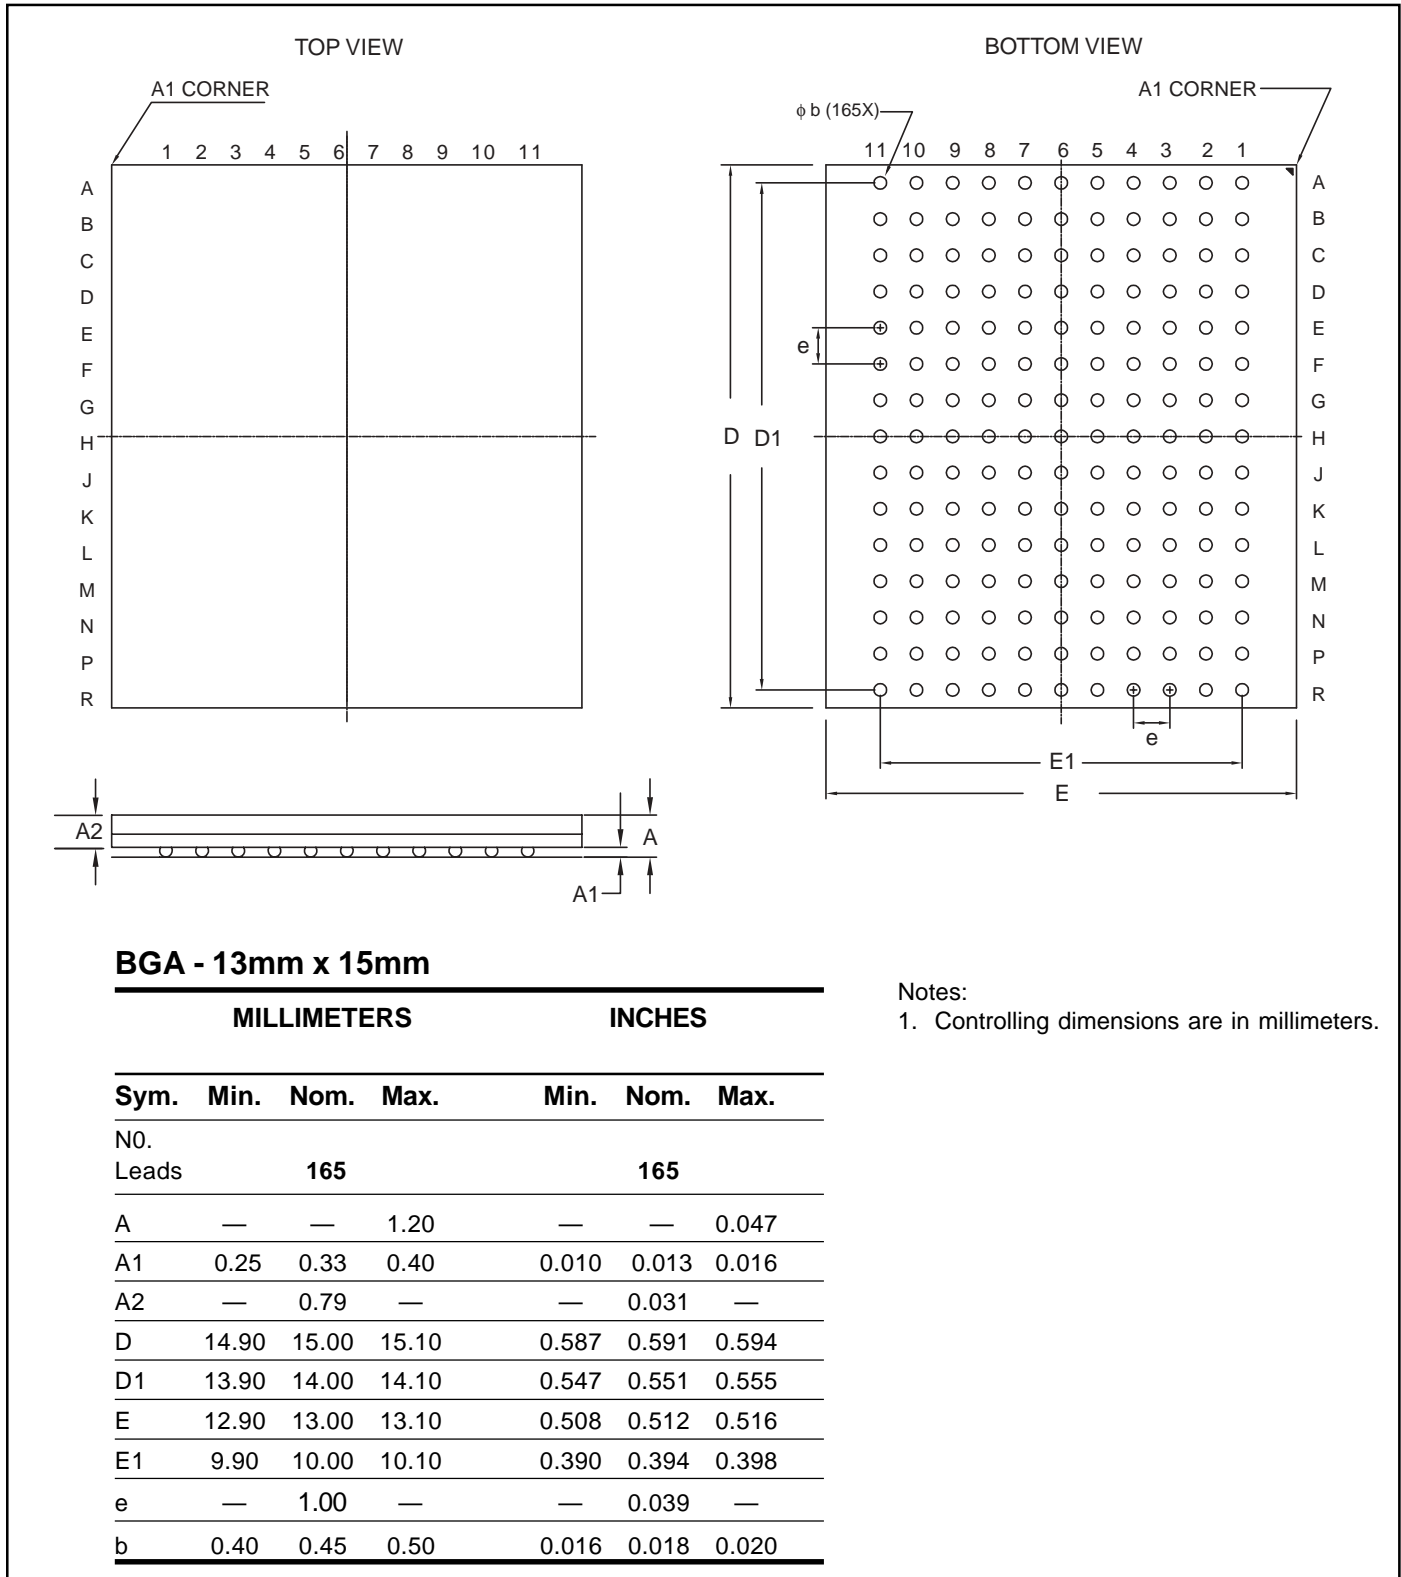 TOP VIEW
A1 CORNER
1 2 3 4 5 6 7 8 9 10 11
A
B
C
D
E
F
G
H
J
K
L
M
N
P
R
BOTTOM VIEW
A1 CORNER
ϕ b (165X)
11 10 9 8 7 6 5 4 3 2 1
A
B
C
D
E
F
G
H
J
K
L
M
N
P
R
e
D D1
e
E1
E
A2
A
A1
BGA - 13mm x 15mm
MILLIMETERS INCHES
Sym. Min. Nom. Max. Min. Nom. Max.
N0.
Leads 165 165
A — — 1.20 — — 0.047
A1 0.25 0.33 0.40 0.010 0.013 0.016
A2 — 0.79 — — 0.031 —
D 14.90 15.00 15.10 0.587 0.591 0.594
D1 13.90 14.00 14.10 0.547 0.551 0.555
E 12.90 13.00 13.10 0.508 0.512 0.516
E1 9.90 10.00 10.10 0.390 0.394 0.398
e — 1.00 — — 0.039 —
b 0.40 0.45 0.50 0.016 0.018 0.020
Notes:
1. Controlling dimensions are in millimeters.